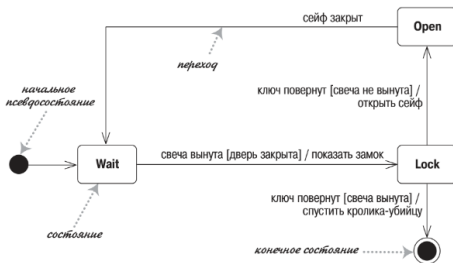 сейф закрыт
Open
переход
начальное
псевдосостояние
ключ повернут [свеча не вынута] /
открыть сейф
свеча вынута [дверь закрыта] / показать замок
Wait
Lock
ключ повернут [свеча вынута] /
спустить кролика-убийцу
состояние
конечное состояние